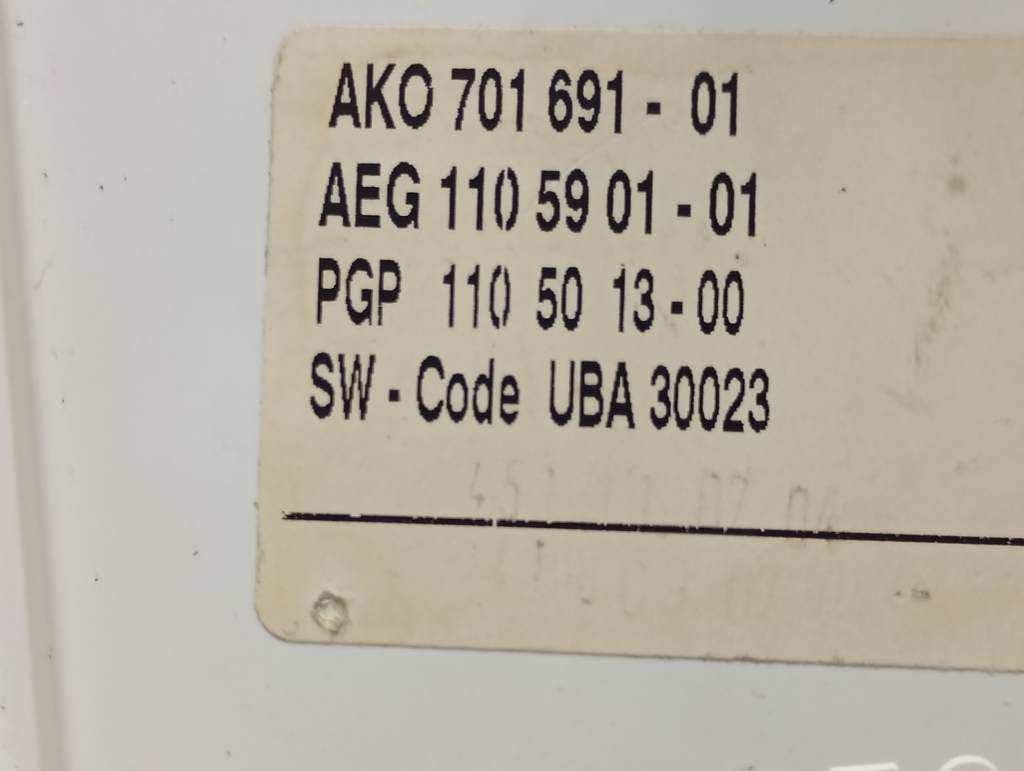 AKO 701 691 - 01
AEG 110 59 01 - 01
PGP 110 50 13 - 00
SW - Code UBA 30023